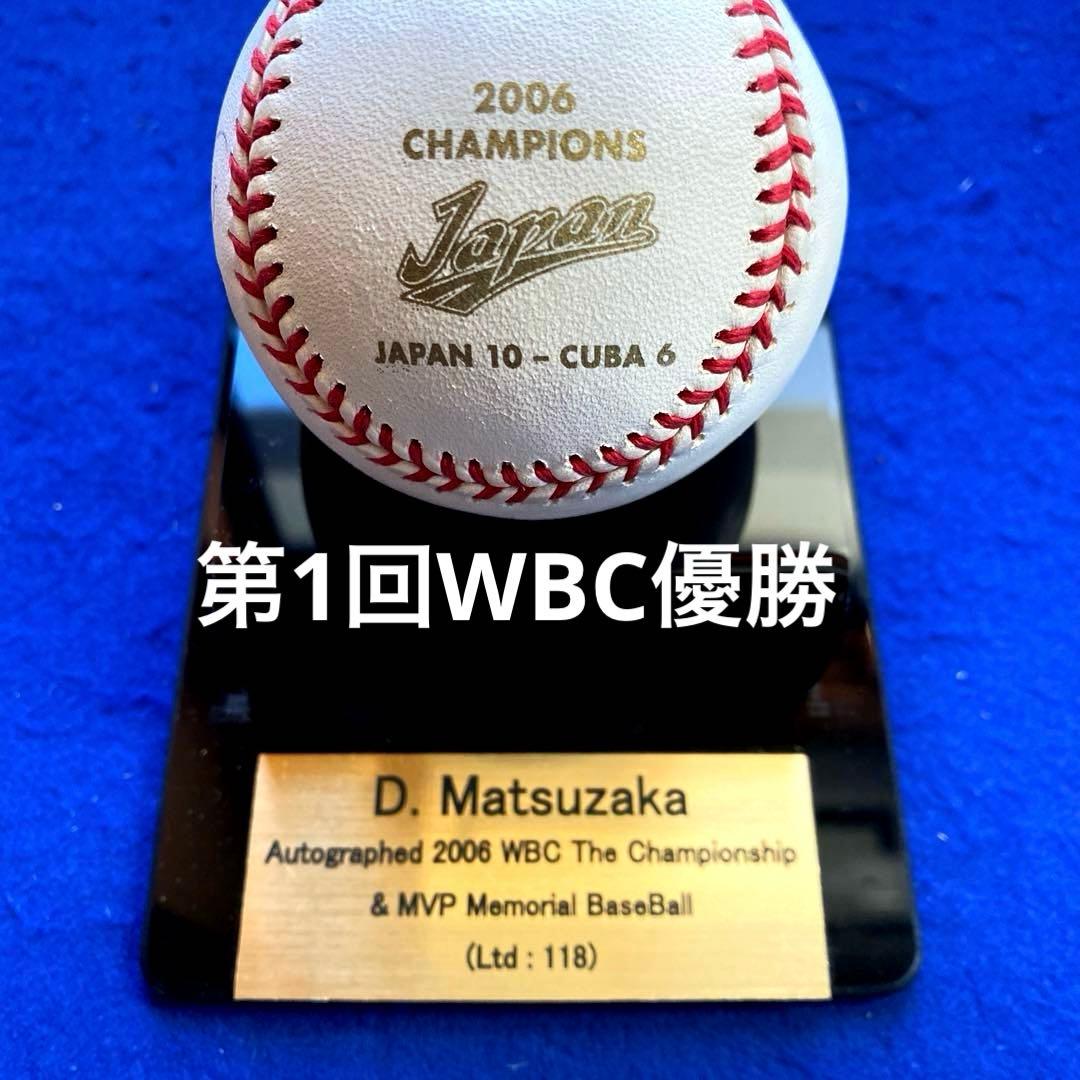 2006
CHAMPIONS
Japan
JAPAN 10 – CUBA 6
第1回WBC優勝
D. Matsuzaka
Autographed 2006 WBC The Championship
& MVP Memorial BaseBall
(Ltd : 118)